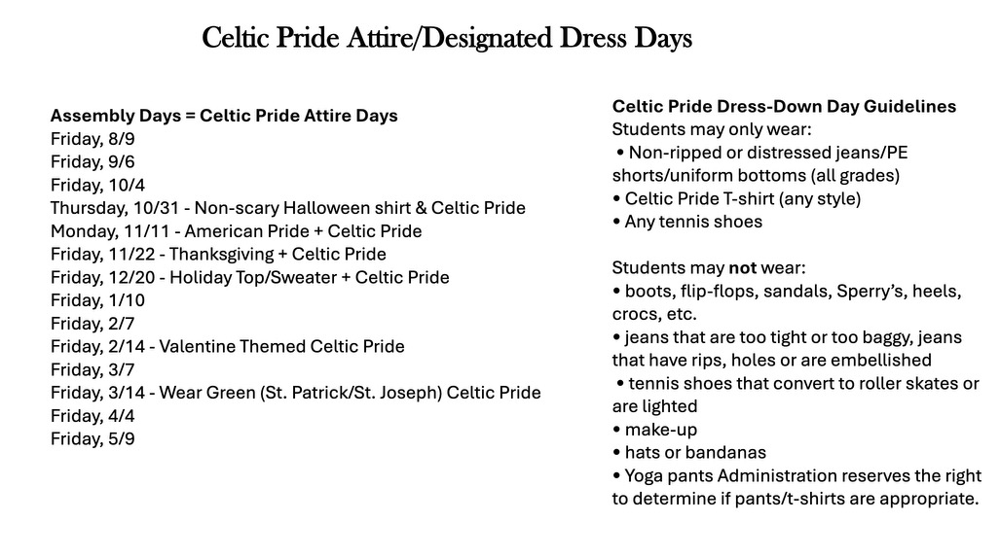 Celtic Pride Attire/Designated Dress Days
Assembly Days = Celtic Pride Attire Days
Friday, 8/9
Friday, 9/6
Friday, 10/4
Thursday, 10/31 - Non-scary Halloween shirt & Celtic Pride
Monday, 11/11 - American Pride + Celtic Pride
Friday, 11/22 - Thanksgiving + Celtic Pride
Friday, 12/20 - Holiday Top/Sweater + Celtic Pride
Friday, 1/10
Friday, 2/7
Friday, 2/14 - Valentine Themed Celtic Pride
Friday, 3/7
Friday, 3/14 - Wear Green (St. Patrick/St. Joseph) Celtic Pride
Friday, 4/4
Friday, 5/9
Celtic Pride Dress-Down Day Guidelines
Students may only wear:
• Non-ripped or distressed jeans/PE
shorts/uniform bottoms (all grades)
• Celtic Pride T-shirt (any style)
• Any tennis shoes
Students may not wear:
• boots, flip-flops, sandals, Sperry’s, heels,
crocs, etc.
• jeans that are too tight or too baggy, jeans
that have rips, holes or are embellished
• tennis shoes that convert to roller skates or
are lighted
• make-up
• hats or bandanas
• Yoga pants Administration reserves the right
to determine if pants/t-shirts are appropriate.